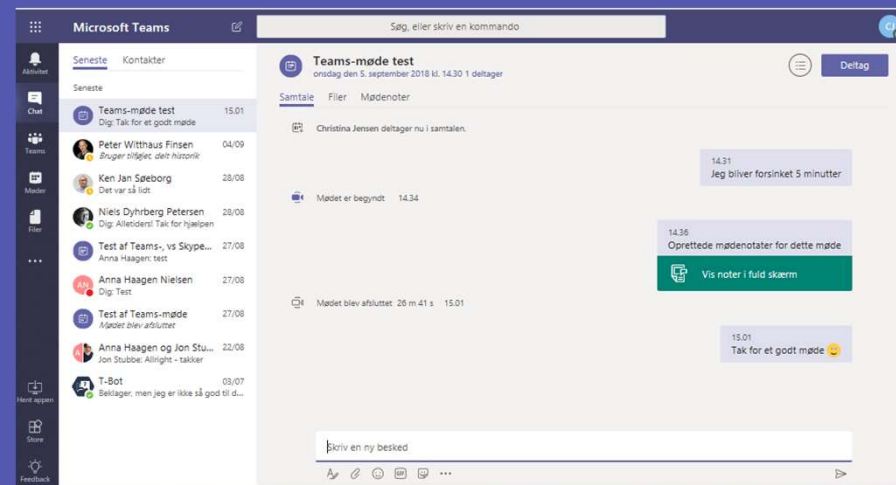 Microsoft Teams
Søg, eller skriv en kommando
CJ
Aktivitet
Chat
Teams
Møder
Filer
Hent appen
Store
Feedback
Seneste Kontakter
Seneste
Teams-møde test 15.01
Dig: Tak for et godt møde
Peter Witthaus Finsen 04/09
Bruger tilføjet, delt historik
Ken Jan Søeborg 28/08
Det var så lidt
Niels Dyhrberg Petersen 28/08
Dig: Alletiders! Tak for hjælpen
Test af Teams-, vs Skype... 27/08
Anna Haagen: test
AN
Anna Haagen Nielsen 27/08
Dig: Test
Test af Teams-møde 27/08
Mødet blev afsluttet
Anna Haagen og Jon Stu... 22/08
Jon Stubbe: Allright - takker
T-Bot 03/07
Beklager, men jeg er ikke så god til d...
Teams-møde test
onsdag den 5. september 2018 kl. 14.30 1 deltager
Deltag
Samtale Filer Mødenoter
Christina Jensen deltager nu i samtalen.
14.31
Jeg bliver forsinket 5 minutter
Mødet er begyndt 14.34
14.36
Oprettede mødenotater for dette møde
Vis noter i fuld skærm
Mødet blev afsluttet 26 m 41 s 15.01
15.01
Tak for et godt møde 😊
Skriv en ny besked
GIF